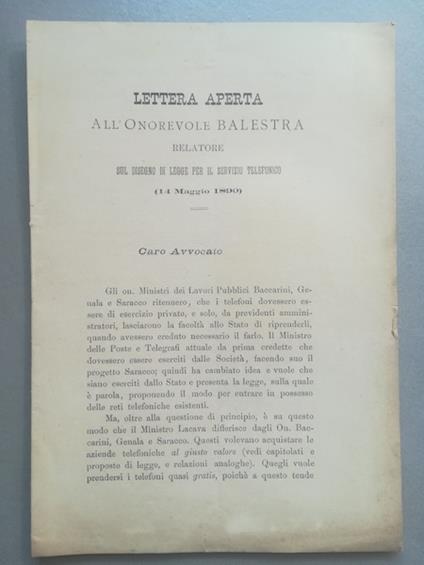 LETTERA APERTA
ALL'ONOREVOLE BALESTRA
RELATORE
SUL DISEGNO DI LEGGE PER IL SERVIZIO TELEFONICO
(14 Maggio 1890)
Caro Avvocato
Gli on. Ministri dei Lavori Pubblici Baccarini, Ge-
nala e Saracco ritennero, che i telefoni dovessero es-
sere di esercizio privato, e solo, da previdenti ammini-
stratori, lasciarono la facoltà allo Stato di riprenderli,
quando avessero creduto necessario il farlo. Il Ministro
delle Poste e Telegrafi attuale da prima credette che
dovessero essere eserciti dalle Società, facendo suo il
progetto Saracco; quindi ha cambiato idea e vuole che
siano eserciti dallo Stato e presenta la legge, sulla quale
è parola, proponendo il modo per entrare in possesso
delle reti telefoniche esistenti.
Ma, oltre alla questione di principio, è su questo
modo che il Ministro Lacava differisce dagli On. Bac-
carini, Genala e Saracco. Questi volevano acquistare le
aziende telefoniche al giusto valore (vedi capitolati e
proposte di legge, e relazioni analoghe). Quegli vuole
prendersi i telefoni quasi gratis, poichè a questo tende